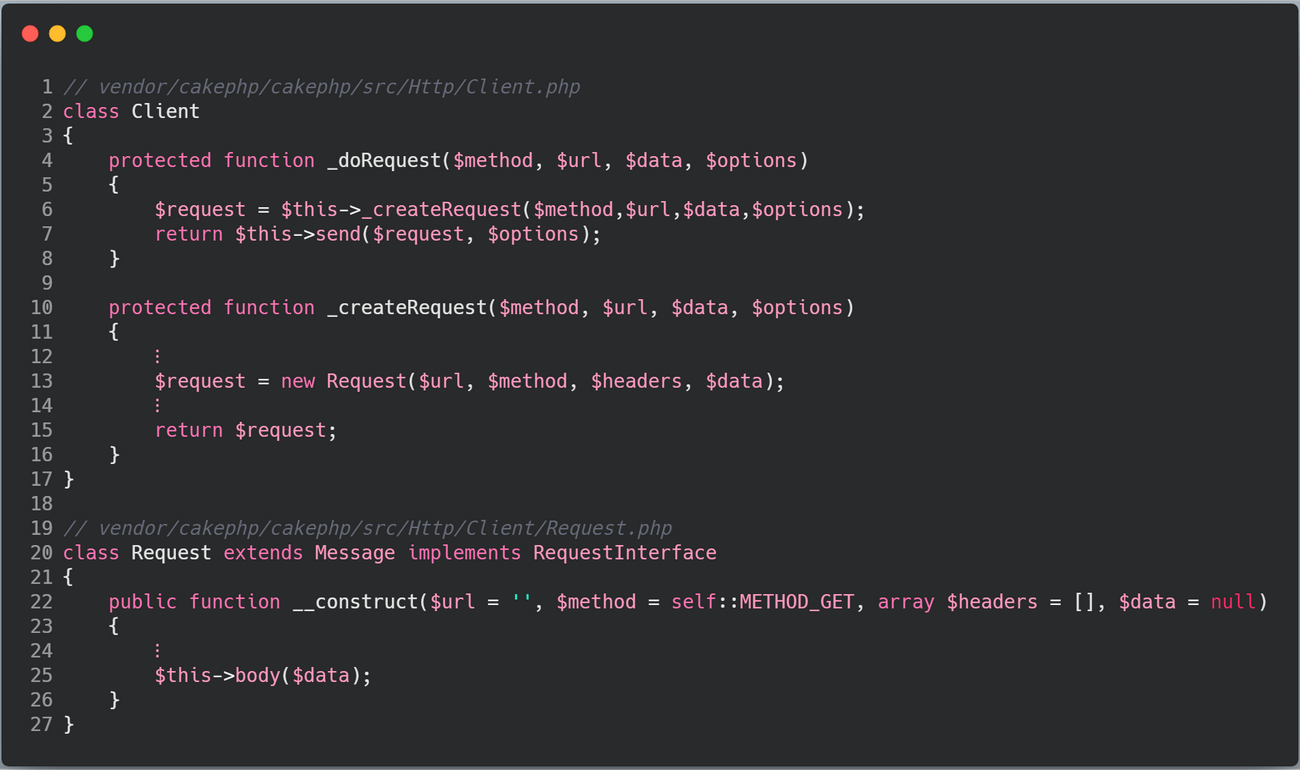 1 // vendor/cakephp/cakephp/src/Http/Client.php
2 class Client
3 {
4     protected function _doRequest($method, $url, $data, $options)
5     {
6         $request = $this->_createRequest($method,$url,$data,$options);
7         return $this->send($request, $options);
8     }
9
10     protected function _createRequest($method, $url, $data, $options)
11     {
12         ⋮
13         $request = new Request($url, $method, $headers, $data);
14         ⋮
15         return $request;
16     }
17 }
18
19 // vendor/cakephp/cakephp/src/Http/Client/Request.php
20 class Request extends Message implements RequestInterface
21 {
22     public function __construct($url = '', $method = self::METHOD_GET, array $headers = [], $data = null)
23     {
24         ⋮
25         $this->body($data);
26     }
27 }